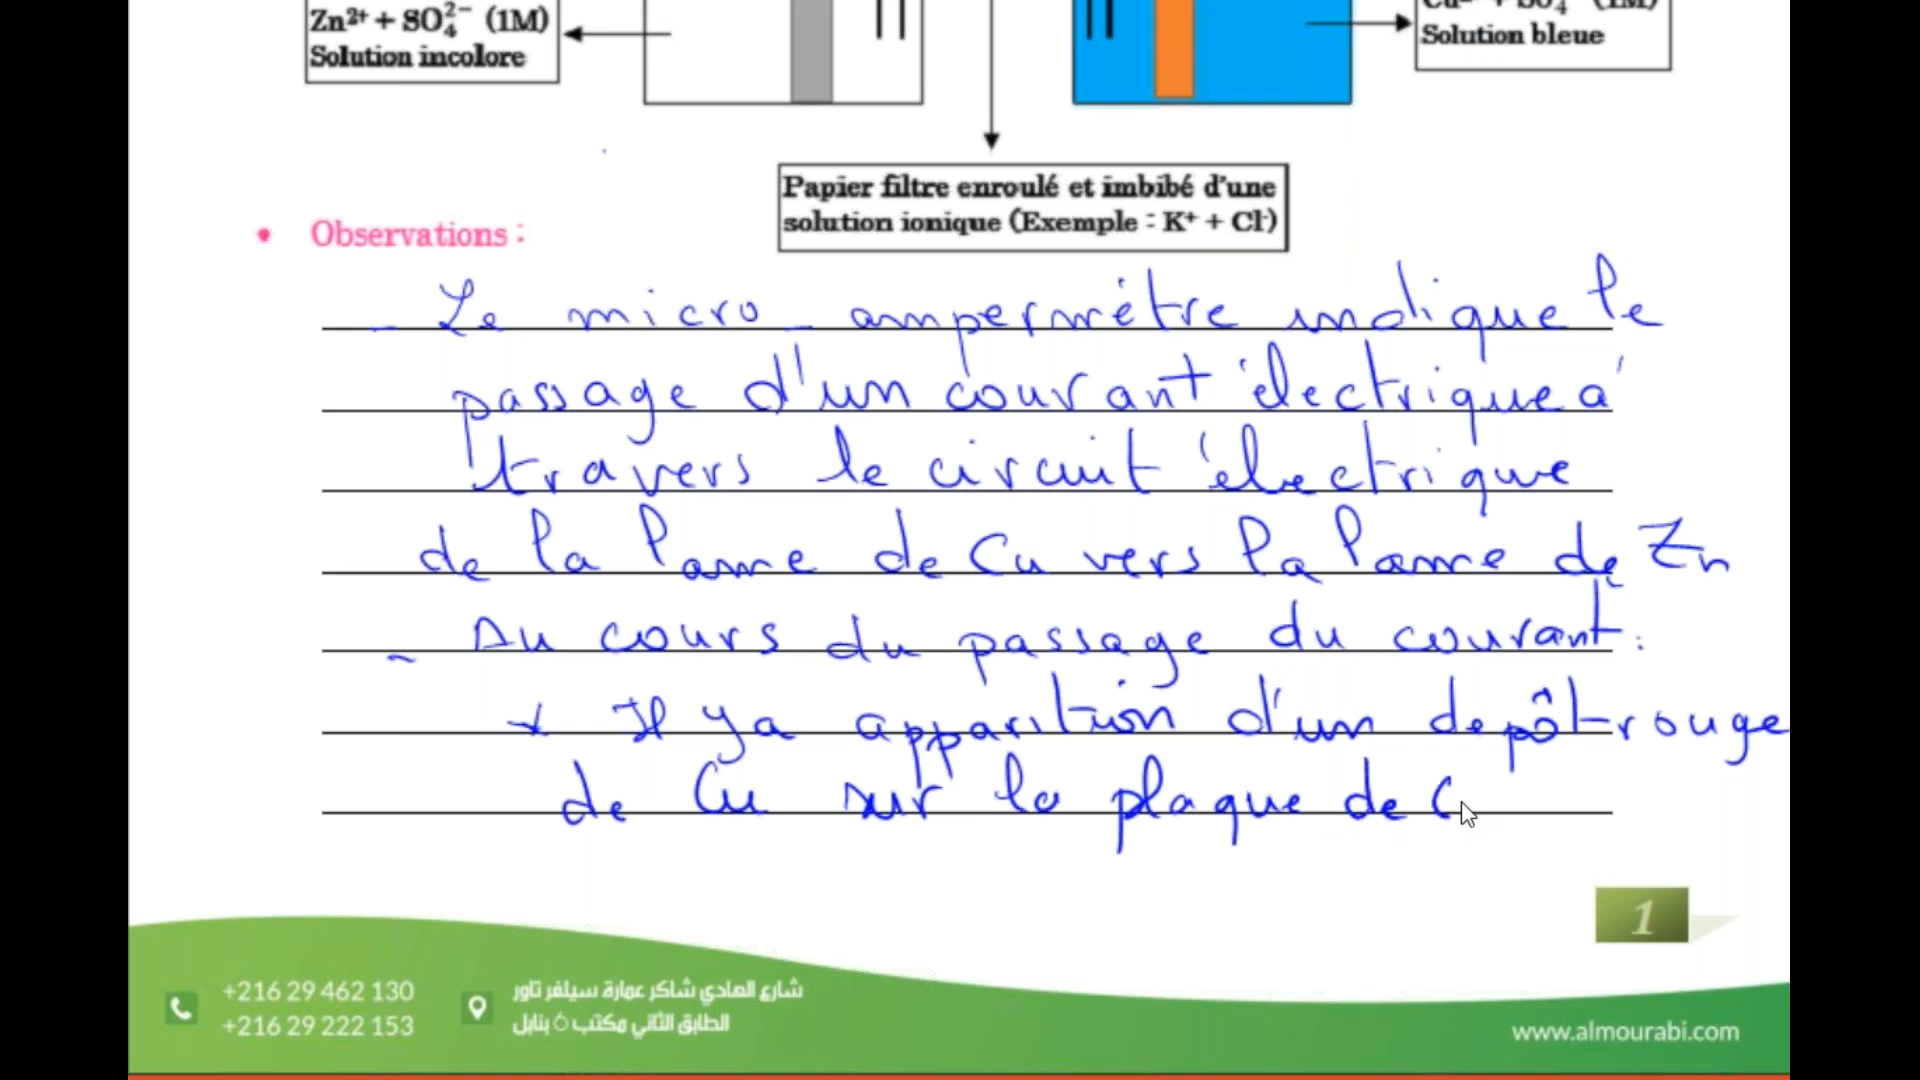 Zn²⁺ + SO₄²⁻ (1M)
Solution incolore
Solution bleue
Papier filtre enroulé et imbibé d'une
solution ionique (Exemple : K⁺ + Cl⁻)
• Observations :
- Le micro - ampermètre indique le
passage d'un courant électrique à
travers le circuit électrique
de la lame de Cu vers la lame de Zn
- Au cours du passage du courant :
* Il y a apparition d'un depôt rouge
de Cu sur la plaque de C
1
+216 29 462 130
+216 29 222 153
شارع الهادي شاكر عمارة سيلفر تاور
الطابق الثاني مكتب 6 بنابل
www.almourabi.com